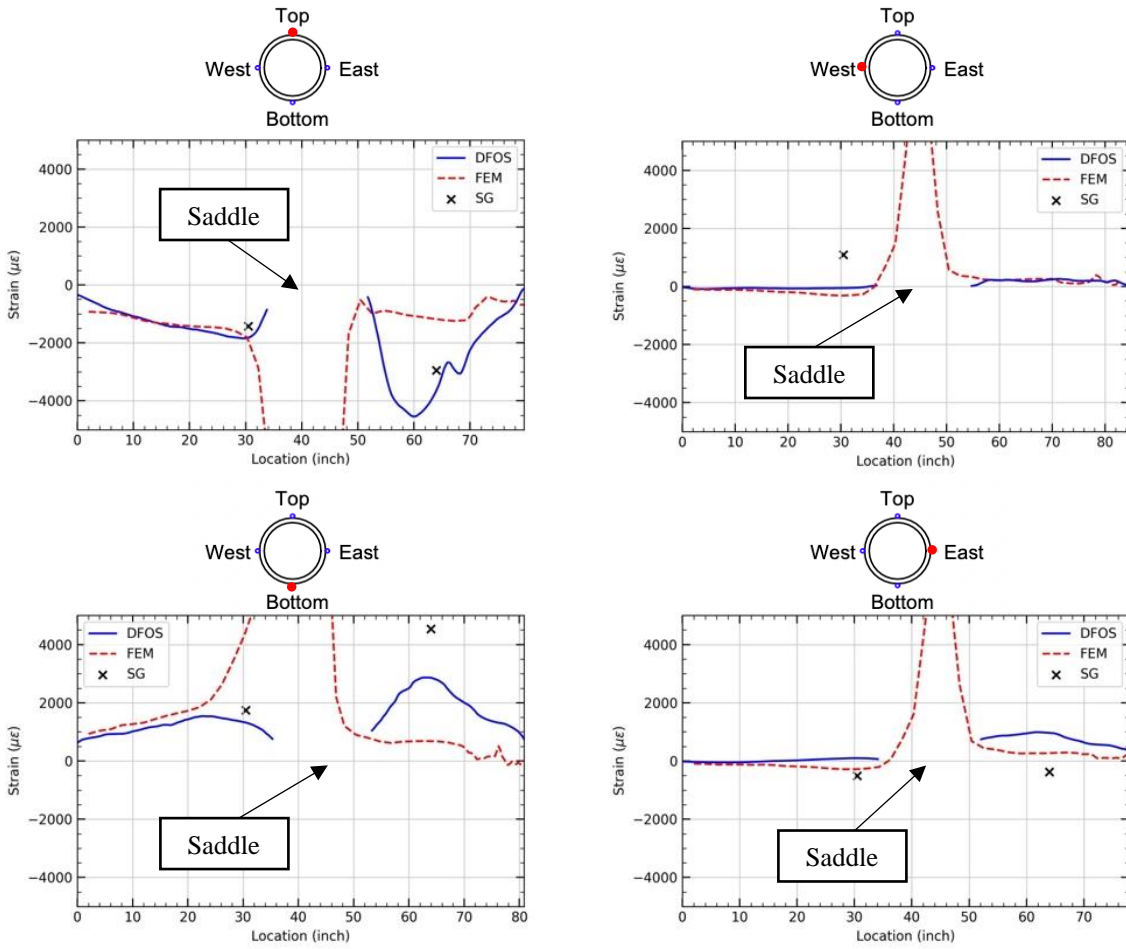 Top
West East
Bottom
4000
2000
0
−2000
−4000
Strain (με)
DFOS
FEM
SG
Saddle
0 10 20 30 40 50 60 70
Location (inch)
Top
West East
Bottom
4000
2000
0
−2000
−4000
Strain (με)
DFOS
FEM
SG
Saddle
0 10 20 30 40 50 60 70 80
Location (inch)
Top
West East
Bottom
4000
2000
0
−2000
−4000
Strain (με)
DFOS
FEM
SG
Saddle
0 10 20 30 40 50 60 70 80
Location (inch)
Top
West East
Bottom
4000
2000
0
−2000
−4000
Strain (με)
DFOS
FEM
SG
Saddle
0 10 20 30 40 50 60 70
Location (inch)